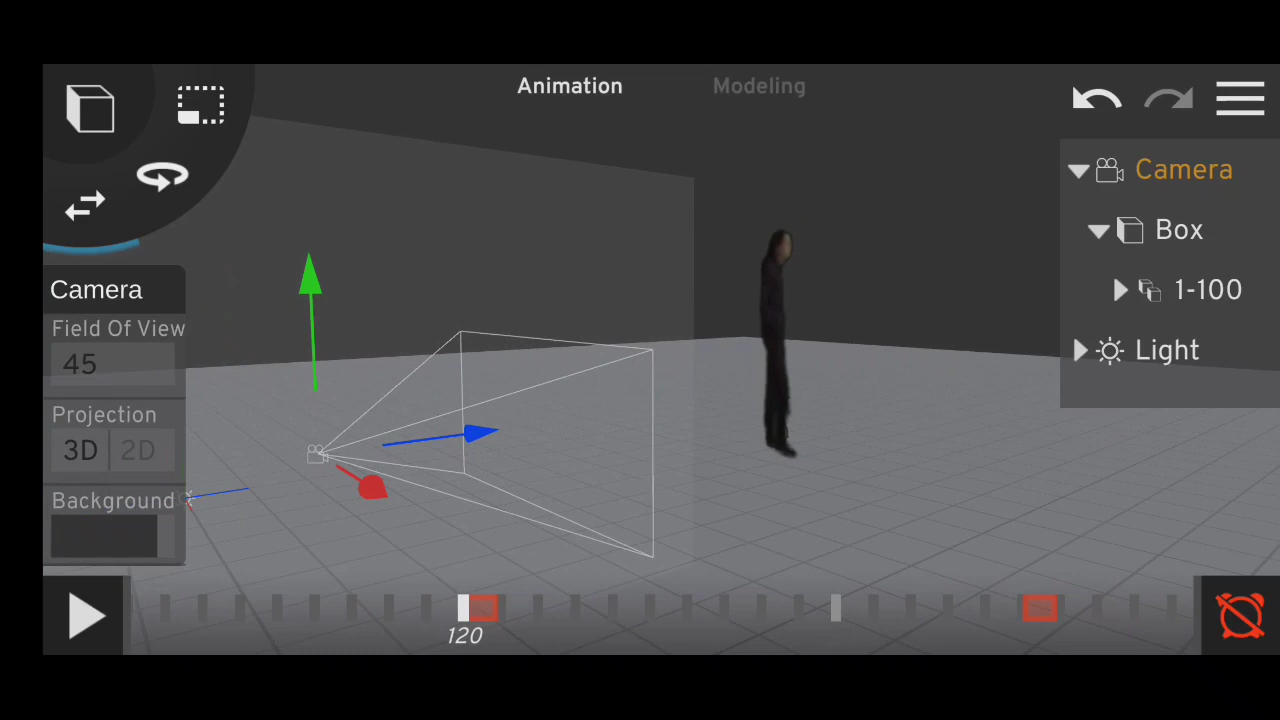 Animation
Modeling
Camera
Box
1-100
Light
Camera
Field Of View
45
Projection
3D
2D
Background
120